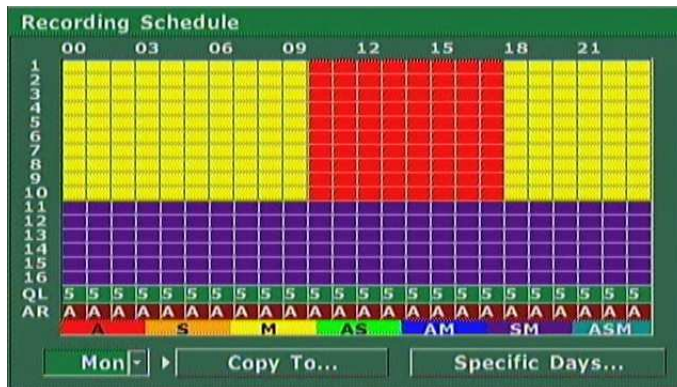 Recording Schedule
00 03 06 09 12 15 18 21
1
2
3
4
5
6
7
8
9
10
11
12
13
14
15
16
QL 5 5 5 5 5 5 5 5 5 5 5 5 5 5 5 5 5 5 5 5 5 5 5 5
AR A A A A A A A A A A A A A A A A A A A A A A A A
A S M AS AM SM ASM
Mon Copy To... Specific Days...